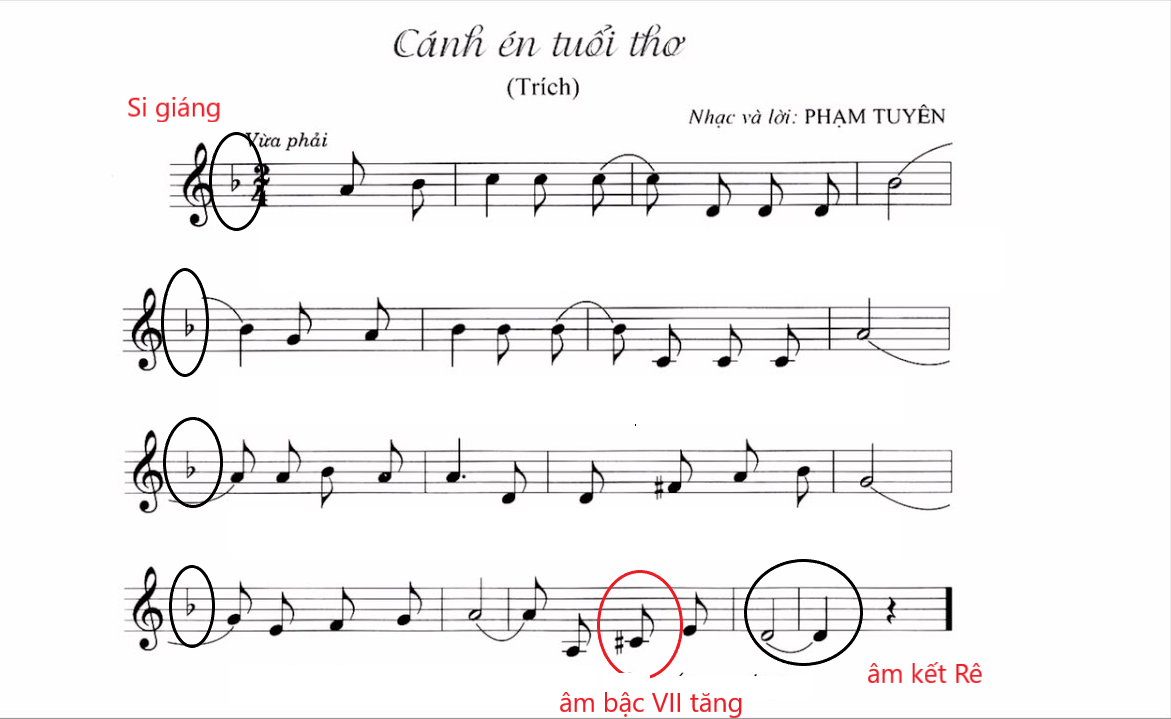 Cánh én tuổi thơ
(Trích)
Si giáng
Nhạc và lời: PHẠM TUYÊN
Vừa phải
2
4
âm kết Rê
âm bậc VII tăng